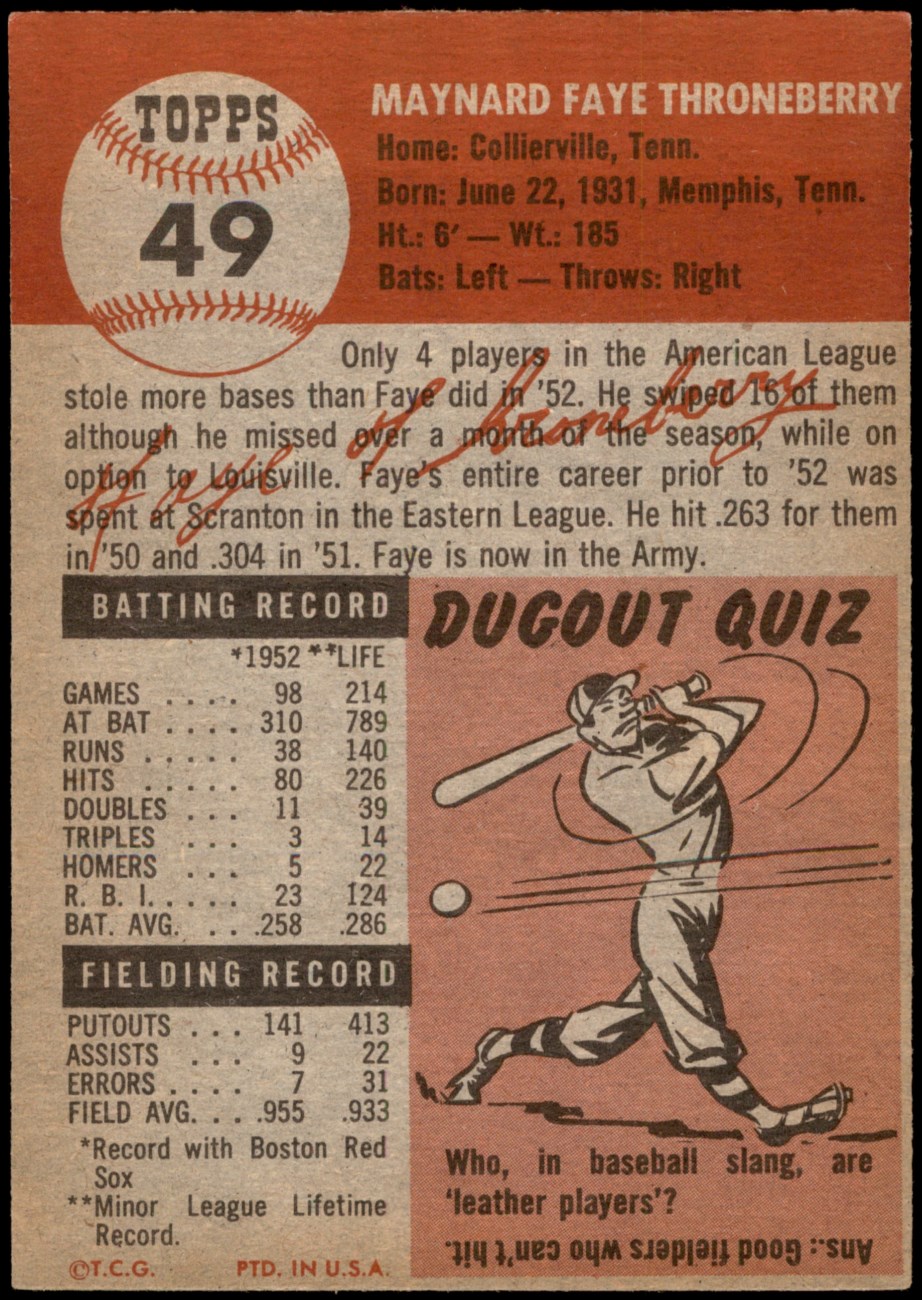 TOPPS
49
MAYNARD FAYE THRONEBERRY
Home: Collierville, Tenn.
Born: June 22, 1931, Memphis, Tenn.
Ht.: 6′ — Wt.: 185
Bats: Left — Throws: Right
Only 4 players in the American League
stole more bases than Faye did in '52. He swiped 16 of them
although he missed over a month of the season, while on
option to Louisville. Faye's entire career prior to '52 was
spent at Scranton in the Eastern League. He hit .263 for them
in '50 and .304 in '51. Faye is now in the Army.
Faye Throneberry
BATTING RECORD
*1952 **LIFE
GAMES .... 98 214
AT BAT .... 310 789
RUNS ..... 38 140
HITS ..... 80 226
DOUBLES ... 11 39
TRIPLES ... 3 14
HOMERS ... 5 22
R. B. I. .... 23 124
BAT. AVG. ... .258 .286
FIELDING RECORD
PUTOUTS ... 141 413
ASSISTS ... 9 22
ERRORS .... 7 31
FIELD AVG. ... .955 .933
*Record with Boston Red
Sox
**Minor League Lifetime
Record.
©T.C.G. PTD. IN U.S.A.
DUGOUT QUIZ
Who, in baseball slang, are
'leather players'?
Ans.: Good fielders who can't hit.